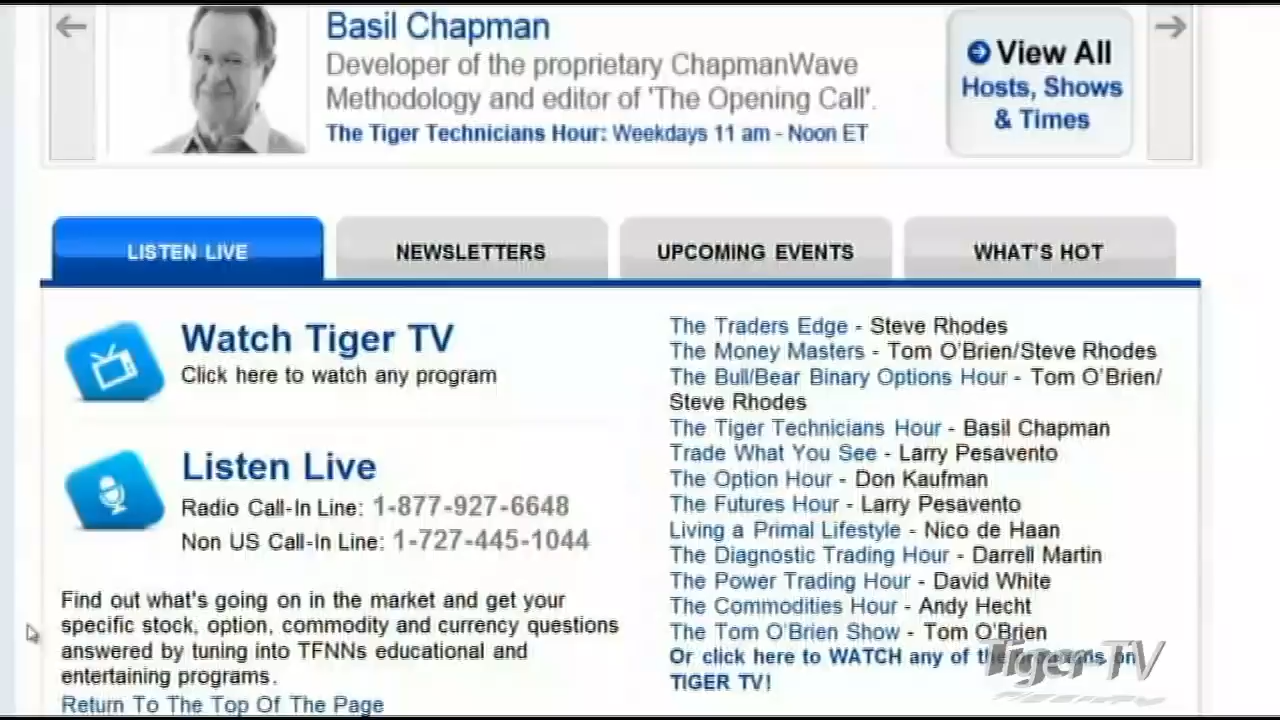 Basil Chapman
Developer of the proprietary ChapmanWave
Methodology and editor of 'The Opening Call'.
The Tiger Technicians Hour: Weekdays 11 am - Noon ET
View All
Hosts, Shows
& Times
LISTEN LIVE
NEWSLETTERS
UPCOMING EVENTS
WHAT'S HOT
Watch Tiger TV
Click here to watch any program
Listen Live
Radio Call-In Line: 1-877-927-6648
Non US Call-In Line: 1-727-445-1044
Find out what's going on in the market and get your
specific stock, option, commodity and currency questions
answered by tuning into TFNNs educational and
entertaining programs.
Return To The Top Of The Page
The Traders Edge - Steve Rhodes
The Money Masters - Tom O'Brien/Steve Rhodes
The Bull/Bear Binary Options Hour - Tom O'Brien/
Steve Rhodes
The Tiger Technicians Hour - Basil Chapman
Trade What You See - Larry Pesavento
The Option Hour - Don Kaufman
The Futures Hour - Larry Pesavento
Living a Primal Lifestyle - Nico de Haan
The Diagnostic Trading Hour - Darrell Martin
The Power Trading Hour - David White
The Commodities Hour - Andy Hecht
The Tom O'Brien Show - Tom O'Brien
Or click here to WATCH any of the programs on
TIGER TV!
Tiger TV